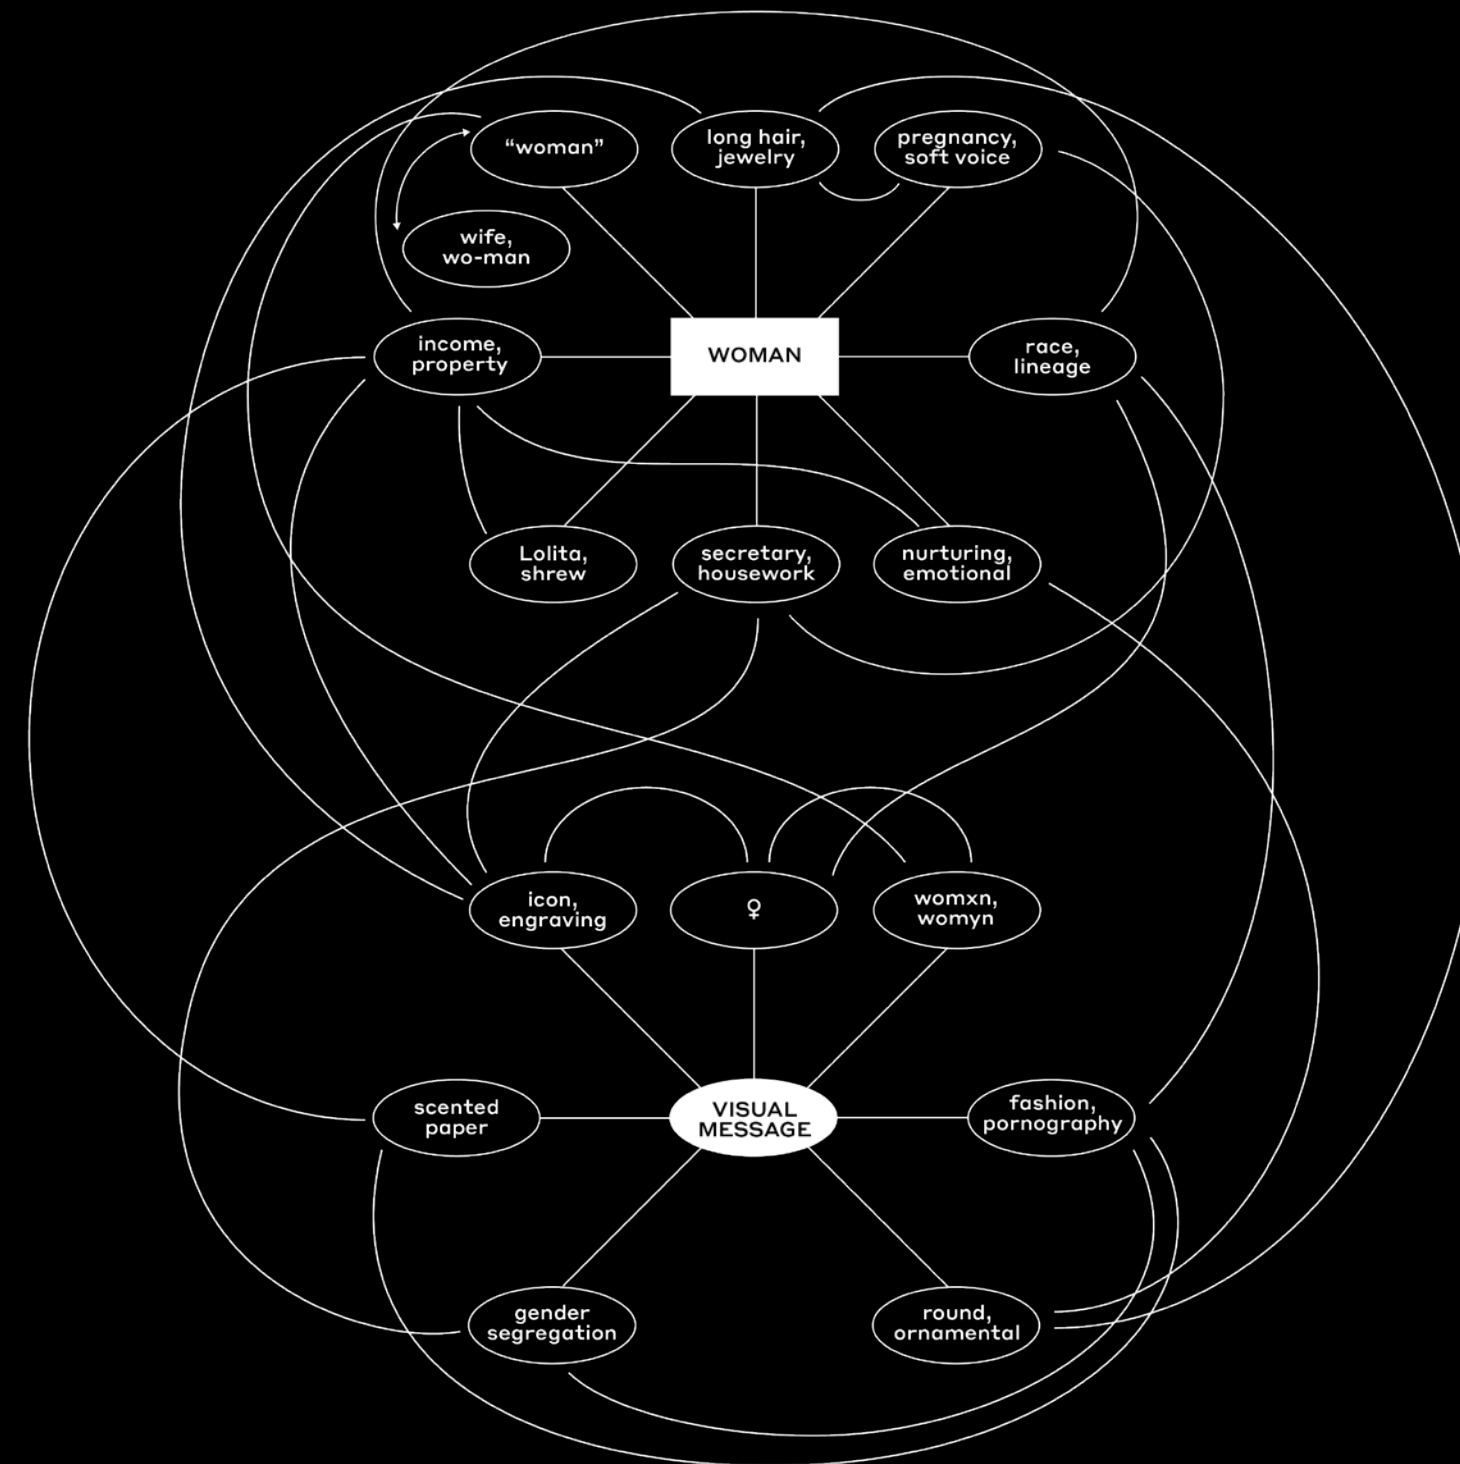 “woman”
long hair,
jewelry
pregnancy,
soft voice
wife,
wo-man
income,
property
WOMAN
race,
lineage
Lolita,
shrew
secretary,
housework
nurturing,
emotional
icon,
engraving
♀
womxn,
womyn
scented
paper
VISUAL
MESSAGE
fashion,
pornography
gender
segregation
round,
ornamental